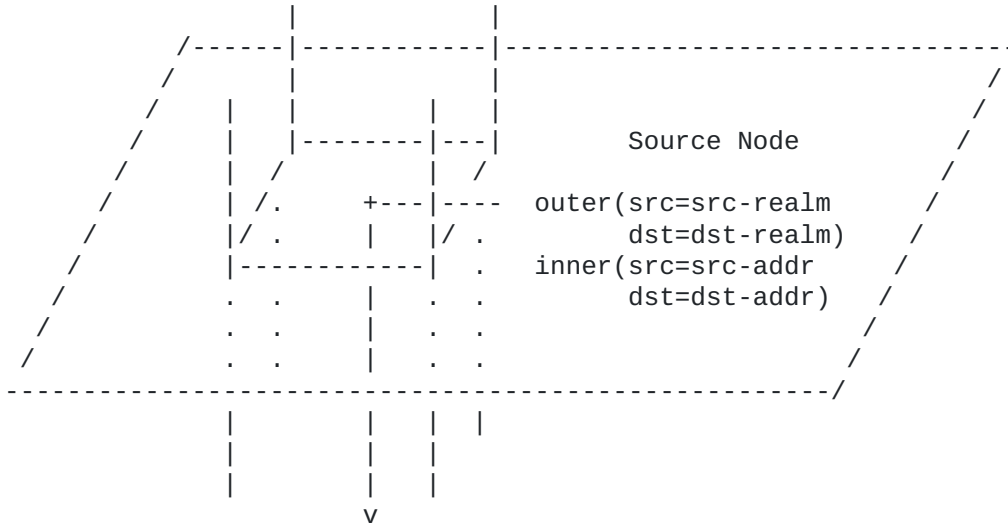 Source Node
outer(src=src-realm
dst=dst-realm)
inner(src=src-addr
dst=dst-addr)
v